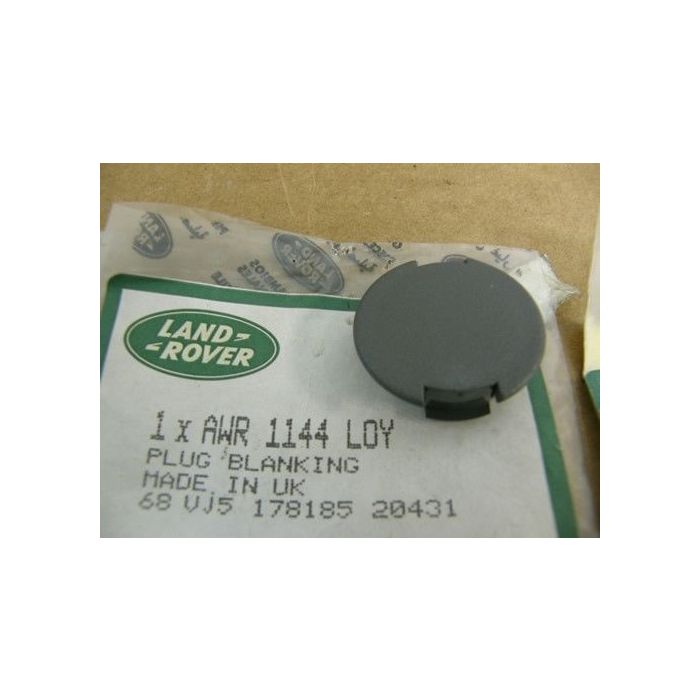 LAND
ROVER
1 x AWR 1144 LOY
PLUG BLANKING
MADE IN UK
68 VJ5 178185 20431